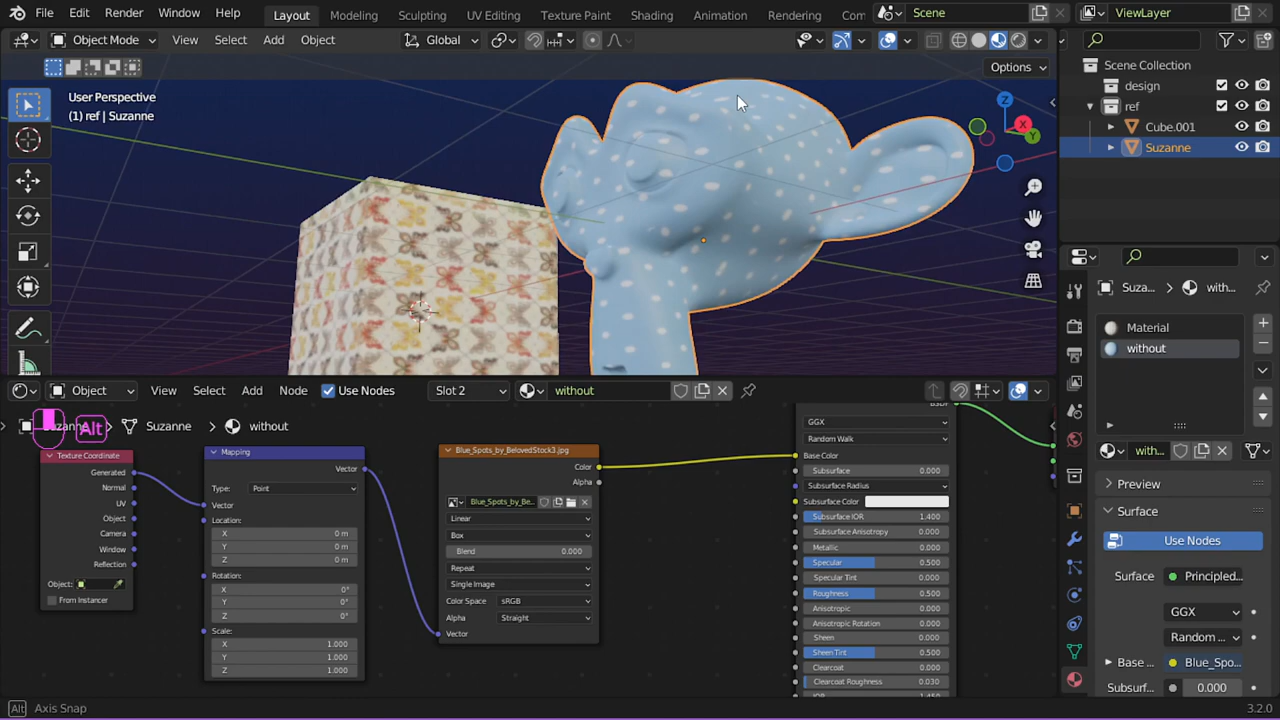 File Edit Render Window Help Layout Modeling Sculpting UV Editing Texture Paint Shading Animation Rendering Com Scene ViewLayer
Object Mode View Select Add Object Global
Options
User Perspective
(1) ref | Suzanne
Z
X
Y
Scene Collection
design
ref
Cube.001
Suzanne
Suza... with...
Material
without
with...
Preview
Surface
Use Nodes
Surface Principled...
GGX
Random ...
Base ... Blue_Spo...
Subsurf... 0.000
Object View Select Add Node Use Nodes Slot 2 without
Suzanne without
Alt
Texture Coordinate
Generated
Normal
UV
Object
Camera
Window
Reflection
Object:
From Instancer
Mapping
Vector
Type: Point
Vector
Location:
X 0 m
Y 0 m
Z 0 m
Rotation:
X 0°
Y 0°
Z 0°
Scale:
X 1.000
Y 1.000
Z 1.000
Blue_Spots_by_BelovedStock3.jpg
Color
Alpha
Blue_Spots_by_Be...
Linear
Box
Blend 0.000
Repeat
Single Image
Color Space sRGB
Alpha Straight
Vector
GGX
Random Walk
Base Color
Subsurface 0.000
Subsurface Radius
Subsurface Color
Subsurface IOR 1.400
Subsurface Anisotropy 0.000
Metallic 0.000
Specular 0.500
Specular Tint 0.000
Roughness 0.500
Anisotropic 0.000
Anisotropic Rotation 0.000
Sheen 0.000
Sheen Tint 0.500
Clearcoat 0.000
Clearcoat Roughness 0.030
Alt Axis Snap 3.2.0